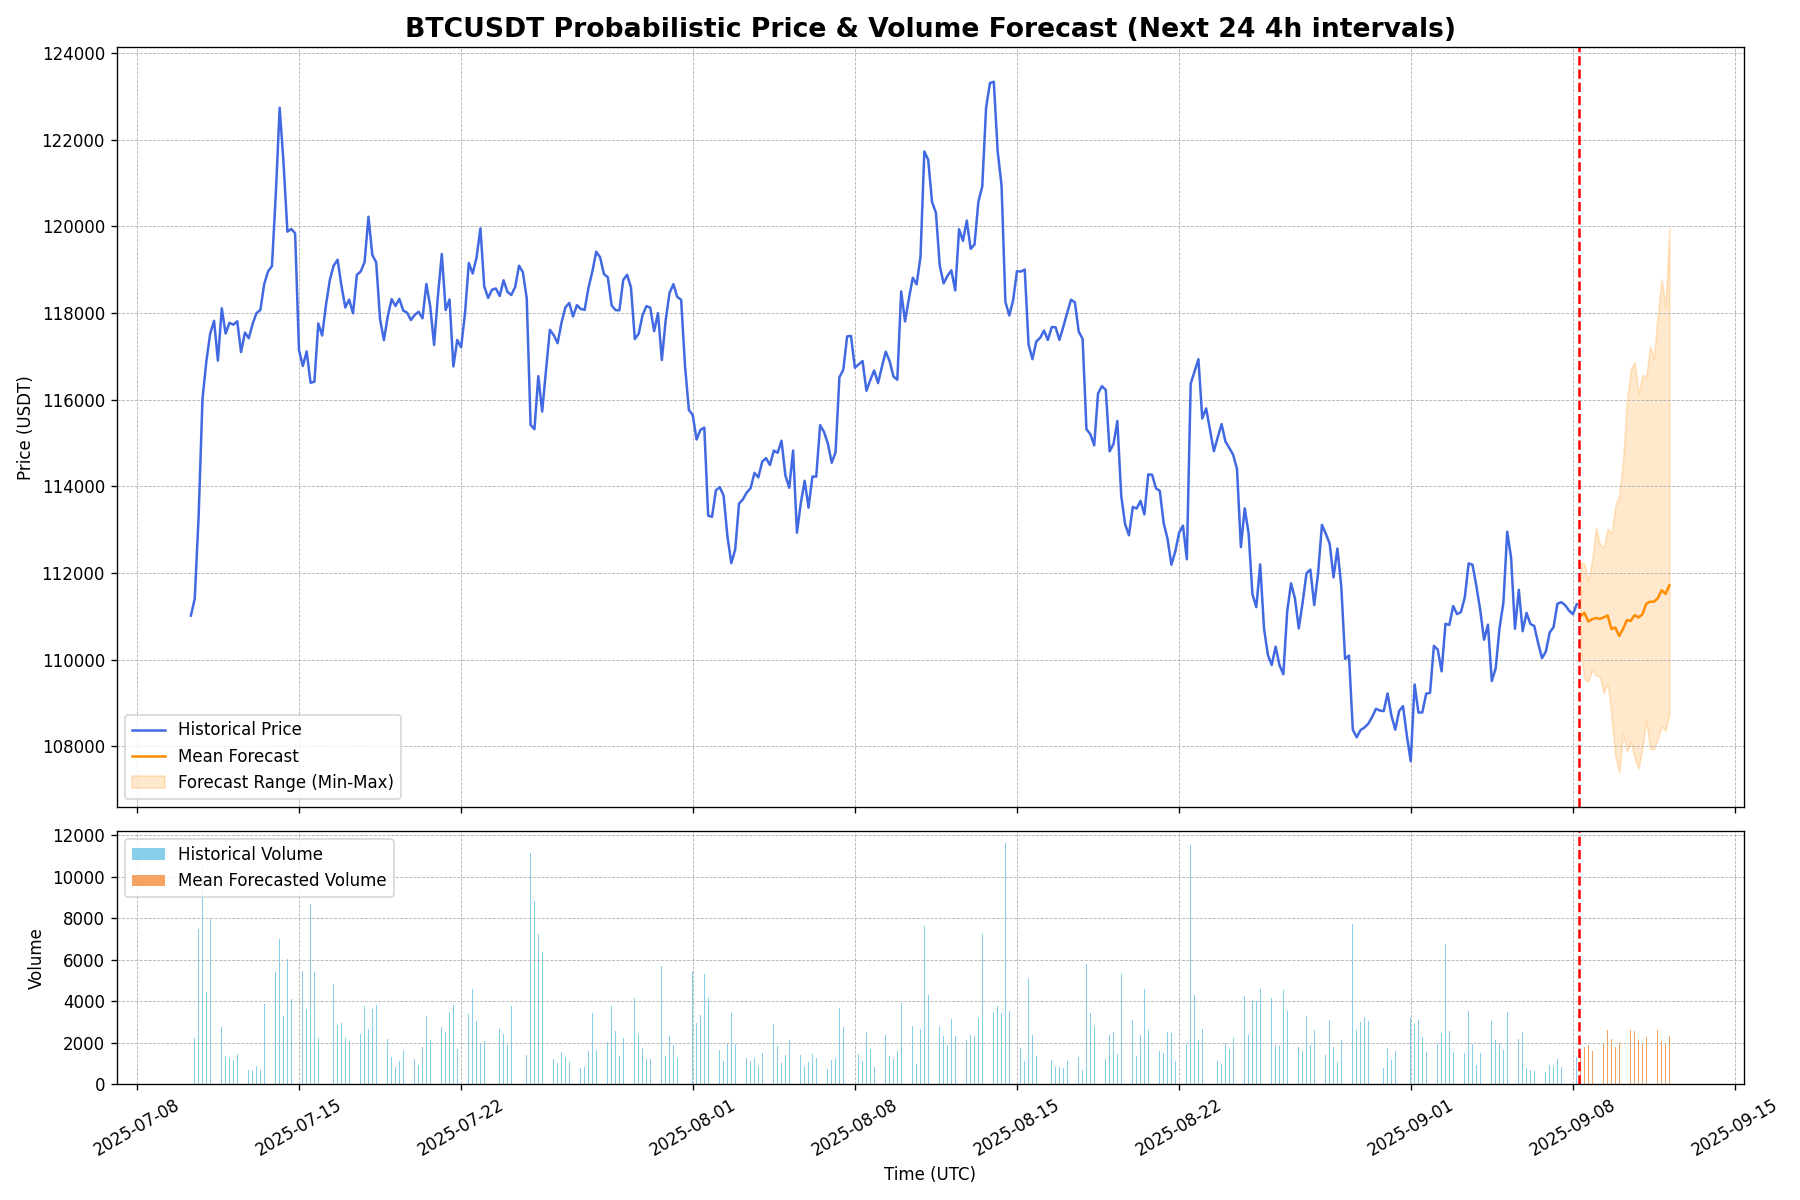 BTCUSDT Probabilistic Price & Volume Forecast (Next 24 4h intervals)
124000
122000
120000
118000
116000
114000
112000
110000
108000
Price (USDT)
Historical Price
Mean Forecast
Forecast Range (Min-Max)
12000
10000
8000
6000
4000
2000
0
Volume
Historical Volume
Mean Forecasted Volume
2025-07-08
2025-07-15
2025-07-22
2025-08-01
2025-08-08
2025-08-15
2025-08-22
2025-09-01
2025-09-08
2025-09-15
Time (UTC)